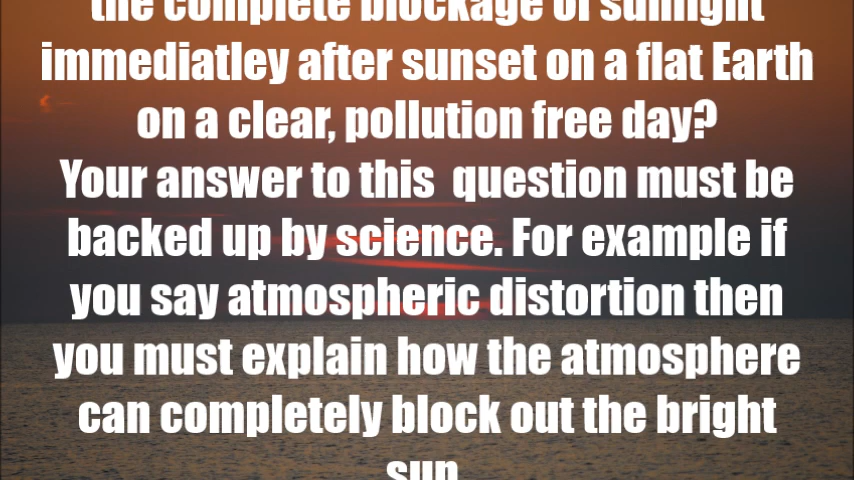 the complete blockage of sunlight
immediatley after sunset on a flat Earth
on a clear, pollution free day?
Your answer to this  question must be
backed up by science. For example if
you say atmospheric distortion then
you must explain how the atmosphere
can completely block out the bright
sun